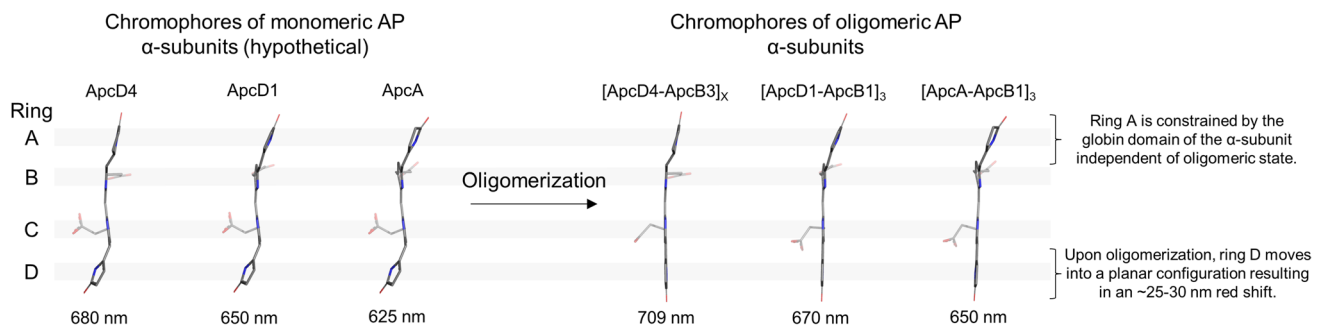 Chromophores of monomeric AP
α-subunits (hypothetical)
Chromophores of oligomeric AP
α-subunits
ApcD4
ApcD1
ApcA
[ApcD4-ApcB3]X
[ApcD1-ApcB1]3
[ApcA-ApcB1]3
Ring
A
B
C
D
Oligomerization
Ring A is constrained by the
globin domain of the α-subunit
independent of oligomeric state.
Upon oligomerization, ring D moves
into a planar configuration resulting
in an ~25-30 nm red shift.
680 nm
650 nm
625 nm
709 nm
670 nm
650 nm